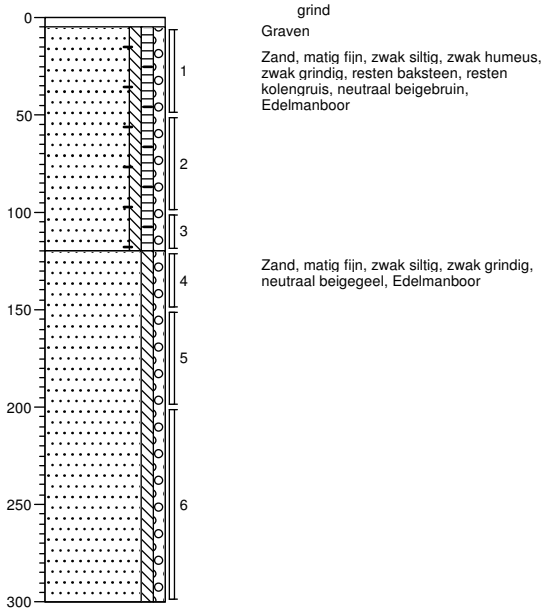 grind
0
Graven
Zand, matig fijn, zwak siltig, zwak humeus,
zwak grindig, resten baksteen, resten
kolengruis, neutraal beigebruin,
Edelmanboor
1
50
2
100
3
Zand, matig fijn, zwak siltig, zwak grindig,
neutraal beigegeel, Edelmanboor
4
150
5
200
6
250
300